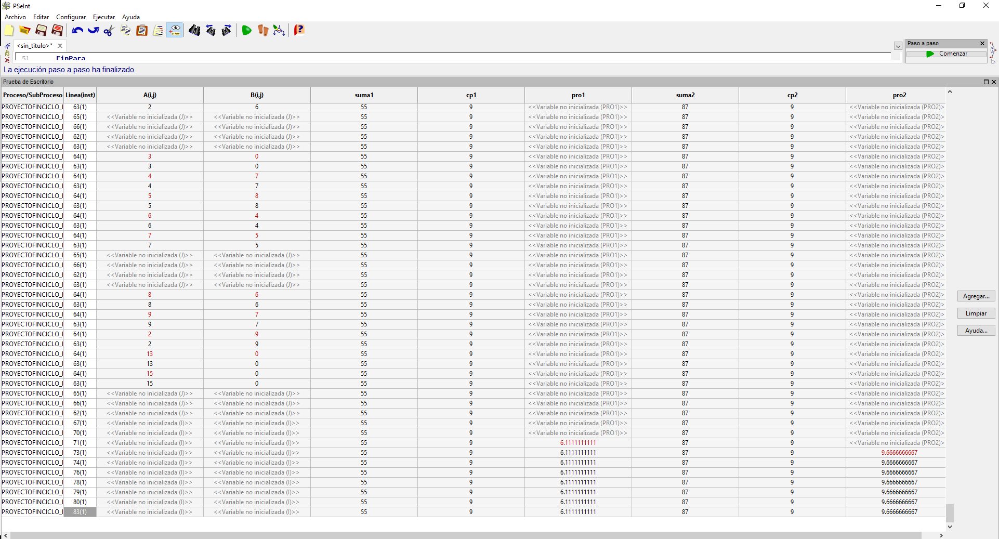 PSeInt
Archivo Editar Configurar Ejecutar Ayuda
<sin_titulo>*
Paso a paso
51 FinPara
Comenzar
La ejecución paso a paso ha finalizado.
Prueba de Escritorio
Proceso/SubProceso Linea(inst) A(i,j) B(i,j) suma1 cp1 pro1 suma2 cp2 pro2
PROYECTOFINCICLO_I 63(1) 2 6 55 9 <<Variable no inicializada (PRO1)>> 87 9 <<Variable no inicializada (PRO2)>
PROYECTOFINCICLO_I 65(1) <<Variable no inicializada (J)>> <<Variable no inicializada (J)>> 55 9 <<Variable no inicializada (PRO1)>> 87 9 <<Variable no inicializada (PRO2)>
PROYECTOFINCICLO_I 66(1) <<Variable no inicializada (J)>> <<Variable no inicializada (J)>> 55 9 <<Variable no inicializada (PRO1)>> 87 9 <<Variable no inicializada (PRO2)>
PROYECTOFINCICLO_I 62(1) <<Variable no inicializada (J)>> <<Variable no inicializada (J)>> 55 9 <<Variable no inicializada (PRO1)>> 87 9 <<Variable no inicializada (PRO2)>
PROYECTOFINCICLO_I 63(1) <<Variable no inicializada (J)>> <<Variable no inicializada (J)>> 55 9 <<Variable no inicializada (PRO1)>> 87 9 <<Variable no inicializada (PRO2)>
PROYECTOFINCICLO_I 64(1) 3 0 55 9 <<Variable no inicializada (PRO1)>> 87 9 <<Variable no inicializada (PRO2)>
PROYECTOFINCICLO_I 63(1) 3 0 55 9 <<Variable no inicializada (PRO1)>> 87 9 <<Variable no inicializada (PRO2)>
PROYECTOFINCICLO_I 64(1) 4 7 55 9 <<Variable no inicializada (PRO1)>> 87 9 <<Variable no inicializada (PRO2)>
PROYECTOFINCICLO_I 63(1) 4 7 55 9 <<Variable no inicializada (PRO1)>> 87 9 <<Variable no inicializada (PRO2)>
PROYECTOFINCICLO_I 64(1) 5 8 55 9 <<Variable no inicializada (PRO1)>> 87 9 <<Variable no inicializada (PRO2)>
PROYECTOFINCICLO_I 63(1) 5 8 55 9 <<Variable no inicializada (PRO1)>> 87 9 <<Variable no inicializada (PRO2)>
PROYECTOFINCICLO_I 64(1) 6 4 55 9 <<Variable no inicializada (PRO1)>> 87 9 <<Variable no inicializada (PRO2)>
PROYECTOFINCICLO_I 63(1) 6 4 55 9 <<Variable no inicializada (PRO1)>> 87 9 <<Variable no inicializada (PRO2)>
PROYECTOFINCICLO_I 64(1) 7 5 55 9 <<Variable no inicializada (PRO1)>> 87 9 <<Variable no inicializada (PRO2)>
PROYECTOFINCICLO_I 63(1) 7 5 55 9 <<Variable no inicializada (PRO1)>> 87 9 <<Variable no inicializada (PRO2)>
PROYECTOFINCICLO_I 65(1) <<Variable no inicializada (J)>> <<Variable no inicializada (J)>> 55 9 <<Variable no inicializada (PRO1)>> 87 9 <<Variable no inicializada (PRO2)>
PROYECTOFINCICLO_I 66(1) <<Variable no inicializada (J)>> <<Variable no inicializada (J)>> 55 9 <<Variable no inicializada (PRO1)>> 87 9 <<Variable no inicializada (PRO2)>
PROYECTOFINCICLO_I 62(1) <<Variable no inicializada (J)>> <<Variable no inicializada (J)>> 55 9 <<Variable no inicializada (PRO1)>> 87 9 <<Variable no inicializada (PRO2)>
PROYECTOFINCICLO_I 63(1) <<Variable no inicializada (J)>> <<Variable no inicializada (J)>> 55 9 <<Variable no inicializada (PRO1)>> 87 9 <<Variable no inicializada (PRO2)>
PROYECTOFINCICLO_I 64(1) 8 6 55 9 <<Variable no inicializada (PRO1)>> 87 9 <<Variable no inicializada (PRO2)> Agregar...
PROYECTOFINCICLO_I 63(1) 8 6 55 9 <<Variable no inicializada (PRO1)>> 87 9 <<Variable no inicializada (PRO2)>
PROYECTOFINCICLO_I 64(1) 9 7 55 9 <<Variable no inicializada (PRO1)>> 87 9 <<Variable no inicializada (PRO2)> Limpiar
PROYECTOFINCICLO_I 63(1) 9 7 55 9 <<Variable no inicializada (PRO1)>> 87 9 <<Variable no inicializada (PRO2)>
PROYECTOFINCICLO_I 64(1) 2 9 55 9 <<Variable no inicializada (PRO1)>> 87 9 <<Variable no inicializada (PRO2)> Ayuda...
PROYECTOFINCICLO_I 63(1) 2 9 55 9 <<Variable no inicializada (PRO1)>> 87 9 <<Variable no inicializada (PRO2)>
PROYECTOFINCICLO_I 64(1) 13 0 55 9 <<Variable no inicializada (PRO1)>> 87 9 <<Variable no inicializada (PRO2)>
PROYECTOFINCICLO_I 63(1) 13 0 55 9 <<Variable no inicializada (PRO1)>> 87 9 <<Variable no inicializada (PRO2)>
PROYECTOFINCICLO_I 64(1) 15 0 55 9 <<Variable no inicializada (PRO1)>> 87 9 <<Variable no inicializada (PRO2)>
PROYECTOFINCICLO_I 63(1) 15 0 55 9 <<Variable no inicializada (PRO1)>> 87 9 <<Variable no inicializada (PRO2)>
PROYECTOFINCICLO_I 65(1) <<Variable no inicializada (J)>> <<Variable no inicializada (J)>> 55 9 <<Variable no inicializada (PRO1)>> 87 9 <<Variable no inicializada (PRO2)>
PROYECTOFINCICLO_I 66(1) <<Variable no inicializada (J)>> <<Variable no inicializada (J)>> 55 9 <<Variable no inicializada (PRO1)>> 87 9 <<Variable no inicializada (PRO2)>
PROYECTOFINCICLO_I 62(1) <<Variable no inicializada (J)>> <<Variable no inicializada (J)>> 55 9 <<Variable no inicializada (PRO1)>> 87 9 <<Variable no inicializada (PRO2)>
PROYECTOFINCICLO_I 67(1) <<Variable no inicializada (I)>> <<Variable no inicializada (I)>> 55 9 <<Variable no inicializada (PRO1)>> 87 9 <<Variable no inicializada (PRO2)>
PROYECTOFINCICLO_I 70(1) <<Variable no inicializada (I)>> <<Variable no inicializada (I)>> 55 9 <<Variable no inicializada (PRO1)>> 87 9 <<Variable no inicializada (PRO2)>
PROYECTOFINCICLO_I 71(1) <<Variable no inicializada (I)>> <<Variable no inicializada (I)>> 55 9 6.1111111111 87 9 <<Variable no inicializada (PRO2)>
PROYECTOFINCICLO_I 73(1) <<Variable no inicializada (I)>> <<Variable no inicializada (I)>> 55 9 6.1111111111 87 9 9.6666666667
PROYECTOFINCICLO_I 74(1) <<Variable no inicializada (I)>> <<Variable no inicializada (I)>> 55 9 6.1111111111 87 9 9.6666666667
PROYECTOFINCICLO_I 76(1) <<Variable no inicializada (I)>> <<Variable no inicializada (I)>> 55 9 6.1111111111 87 9 9.6666666667
PROYECTOFINCICLO_I 78(1) <<Variable no inicializada (I)>> <<Variable no inicializada (I)>> 55 9 6.1111111111 87 9 9.6666666667
PROYECTOFINCICLO_I 79(1) <<Variable no inicializada (I)>> <<Variable no inicializada (I)>> 55 9 6.1111111111 87 9 9.6666666667
PROYECTOFINCICLO_I 80(1) <<Variable no inicializada (I)>> <<Variable no inicializada (I)>> 55 9 6.1111111111 87 9 9.6666666667
PROYECTOFINCICLO_I 83(1) <<Variable no inicializada (I)>> <<Variable no inicializada (I)>> 55 9 6.1111111111 87 9 9.6666666667